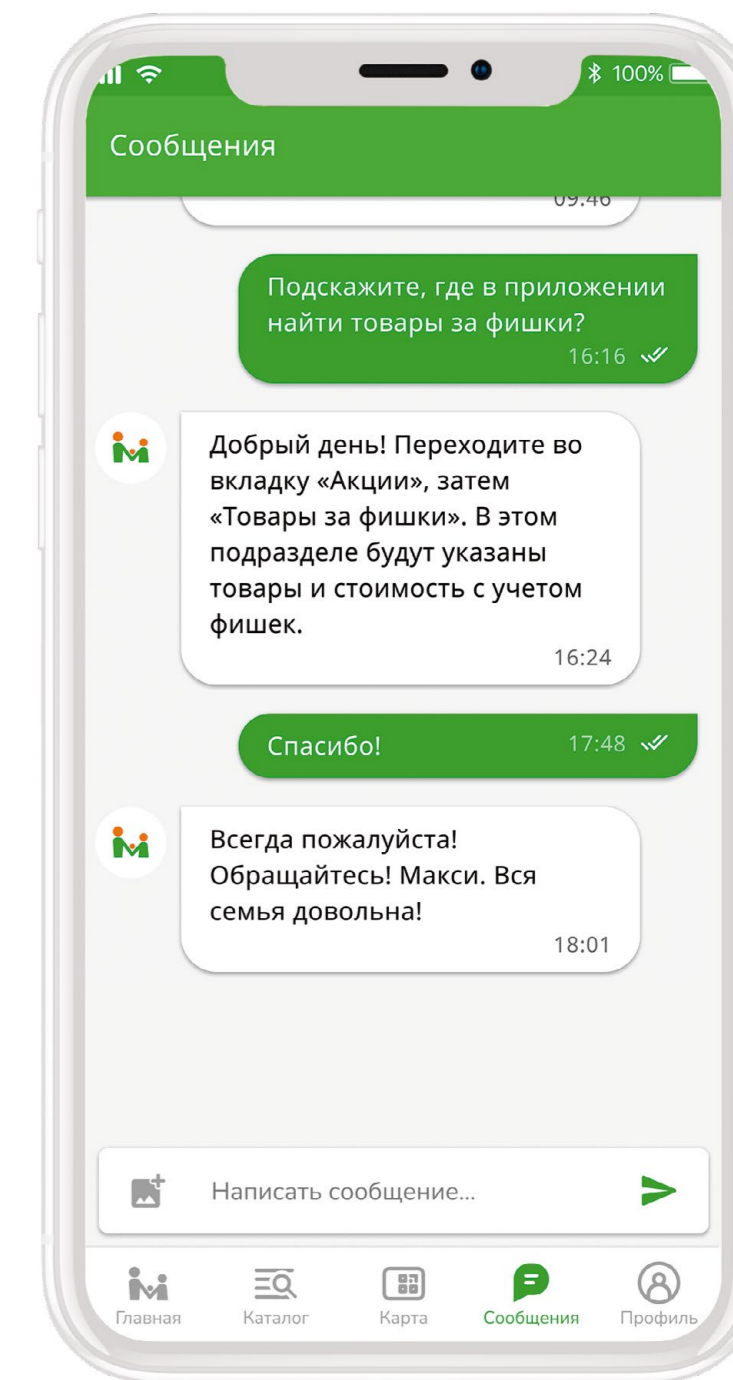 100%
Сообщения
09:46
Подскажите, где в приложении
найти товары за фишки?
16:16
Добрый день! Переходите во
вкладку «Акции», затем
«Товары за фишки». В этом
подразделе будут указаны
товары и стоимость с учетом
фишек.
16:24
Спасибо! 17:48
Всегда пожалуйста!
Обращайтесь! Макси. Вся
семья довольна!
18:01
Написать сообщение...
Главная Каталог Карта Сообщения Профиль